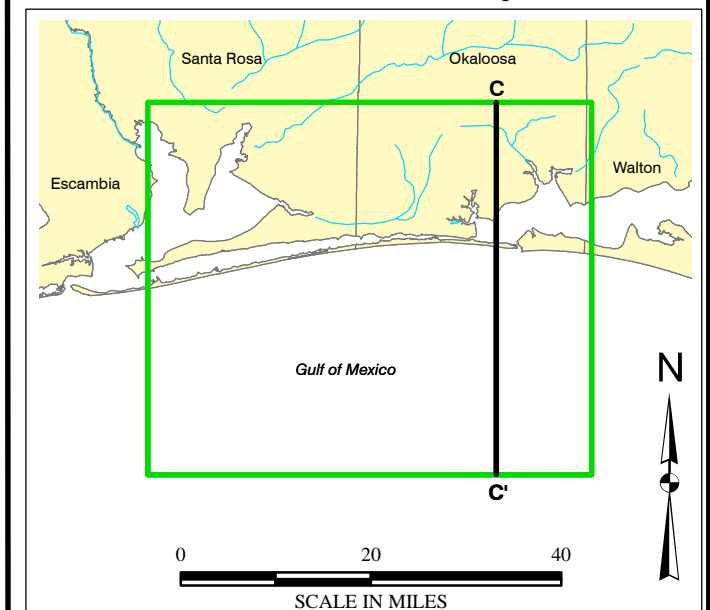 Santa Rosa
Okaloosa
C
Escambia
Walton
Gulf of Mexico
N
C'
0 20 40
SCALE IN MILES